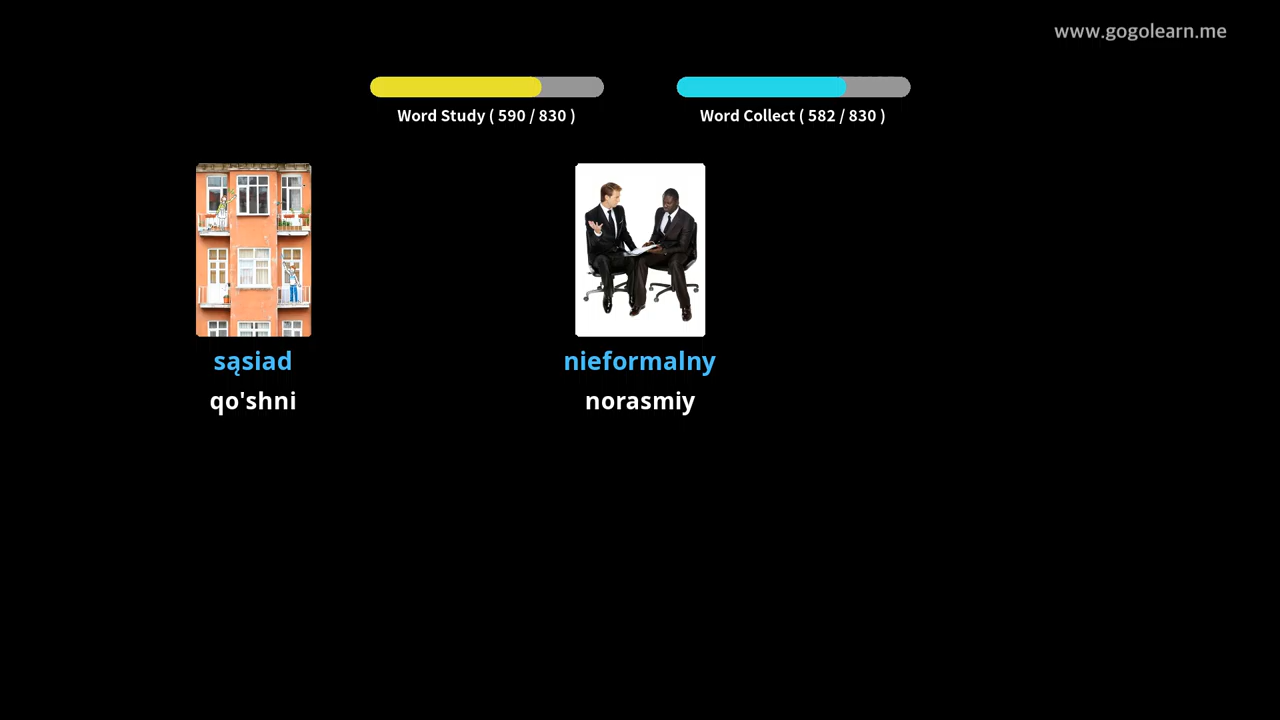 www.gogolearn.me
Word Study ( 590 / 830 )
Word Collect ( 582 / 830 )
sąsiad
nieformalny
qo'shni
norasmiy